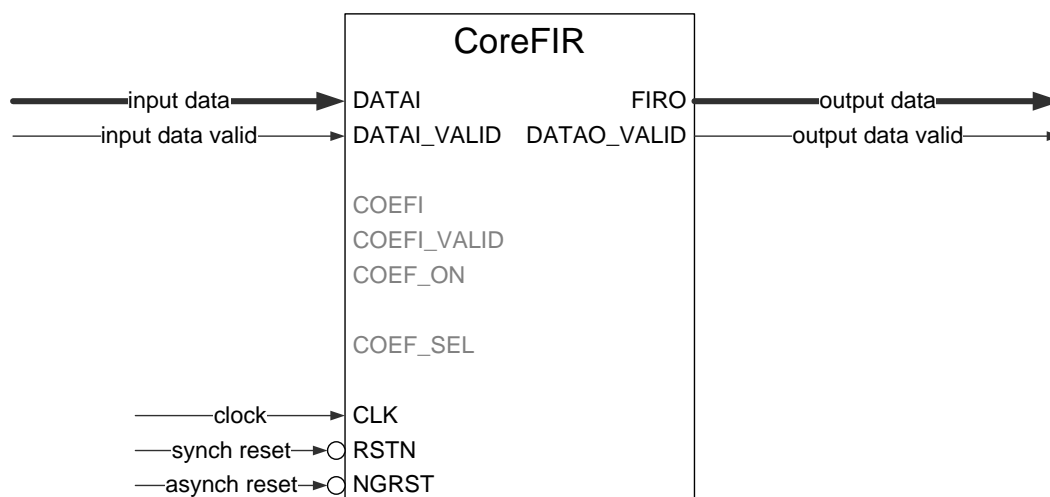 CoreFIR
input data DATAI FIRO output data
input data valid DATAI_VALID DATAO_VALID output data valid
COEFI
COEFI_VALID
COEF_ON
COEF_SEL
clock CLK
synch reset RSTN
asynch reset NGRST